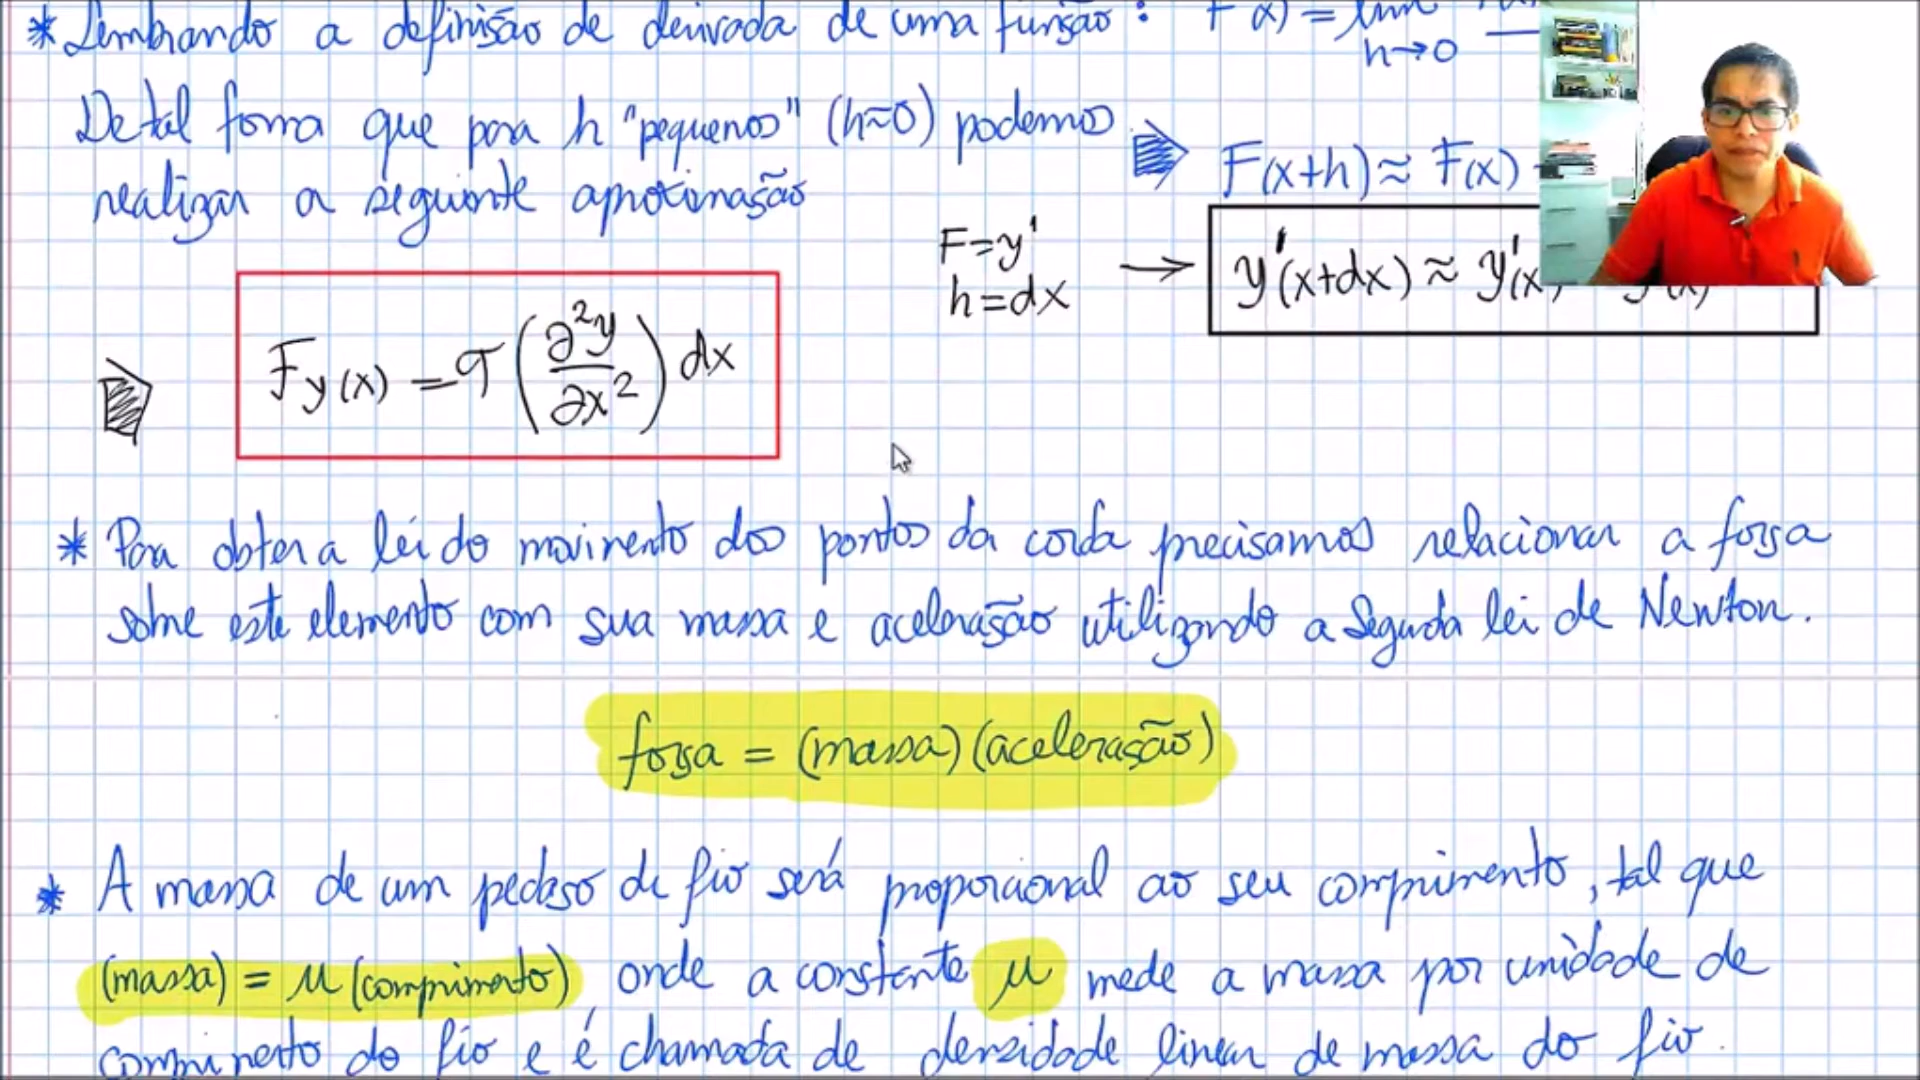 * Lembrando a definição de derivada de uma função : F'(x) = lim h→0
De tal forma que para h "pequenos" (h≈0) podemos
realizar a seguinte aproximação
F(x+h) ≈ F(x)
F=y'
h=dx
→ y'(x+dx) ≈ y'(x)
Fy(x) = T (∂²y/∂x²) dx
* Para obter a lei do movimento dos pontos da corda precisamos relacionar a força
sobre este elemento com sua massa e aceleração utilizando a Segunda lei de Newton.
força = (massa) (aceleração)
* A massa de um pedaço de fio será proporcional ao seu comprimento, tal que
(massa) = μ (comprimento) onde a constante μ mede a massa por unidade de
comprimento do fio e é chamada de densidade linear de massa do fio.